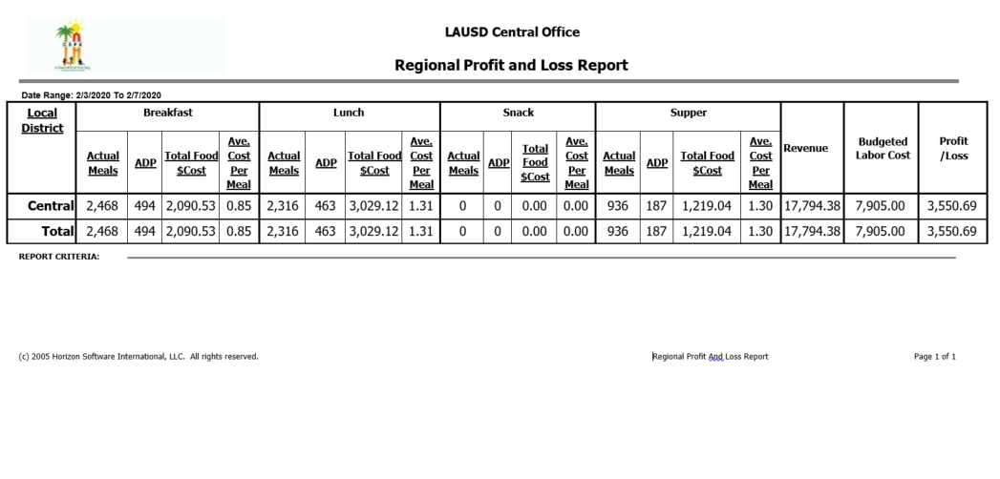 LAUSD Central Office
Regional Profit and Loss Report
Date Range: 2/3/2020 To 2/7/2020
Local District Breakfast Lunch Snack Supper Revenue Budgeted Labor Cost Profit /Loss
Actual Meals ADP Total Food $Cost Ave. Cost Per Meal Actual Meals ADP Total Food $Cost Ave. Cost Per Meal Actual Meals ADP Total Food $Cost Ave. Cost Per Meal Actual Meals ADP Total Food $Cost Ave. Cost Per Meal
Central 2,468 494 2,090.53 0.85 2,316 463 3,029.12 1.31 0 0 0.00 0.00 936 187 1,219.04 1.30 17,794.38 7,905.00 3,550.69
Total 2,468 494 2,090.53 0.85 2,316 463 3,029.12 1.31 0 0 0.00 0.00 936 187 1,219.04 1.30 17,794.38 7,905.00 3,550.69
REPORT CRITERIA:
(c) 2005 Horizon Software International, LLC. All rights reserved. Regional Profit And Loss Report Page 1 of 1